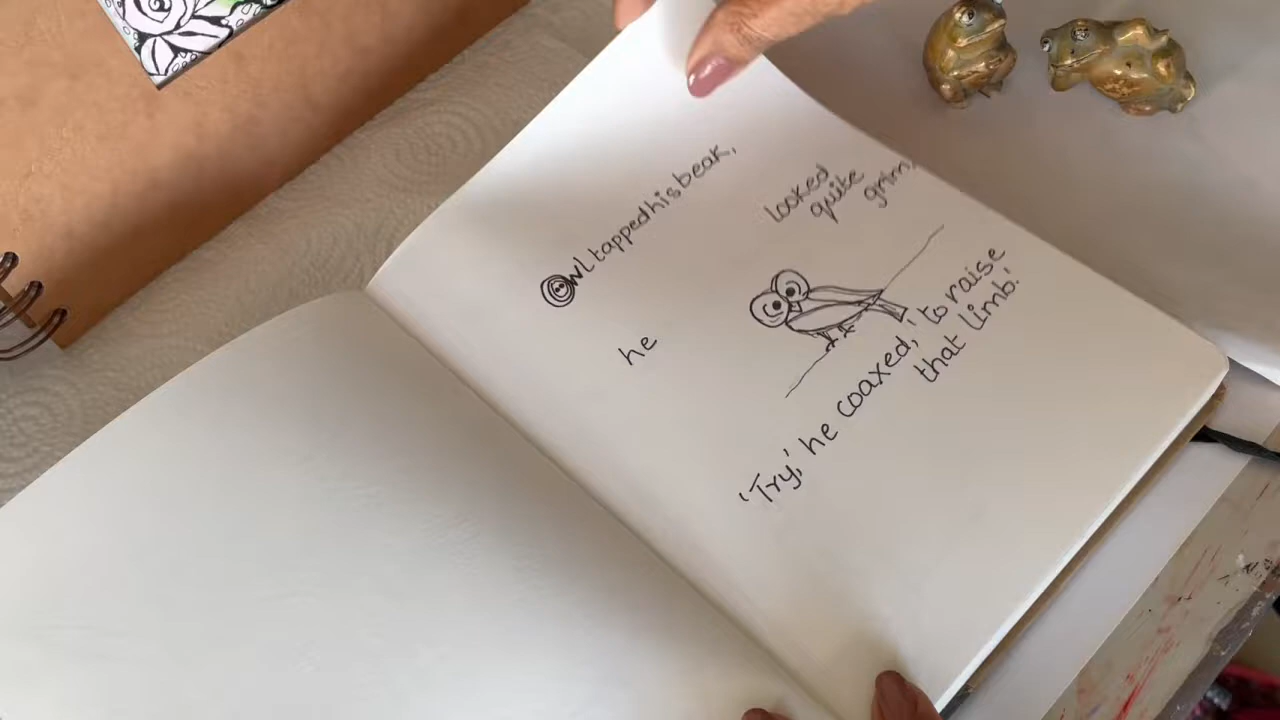 Owl tapped his beak,
he
looked
quite
grim,
'Try,' he coaxed,' to raise
that limb.'